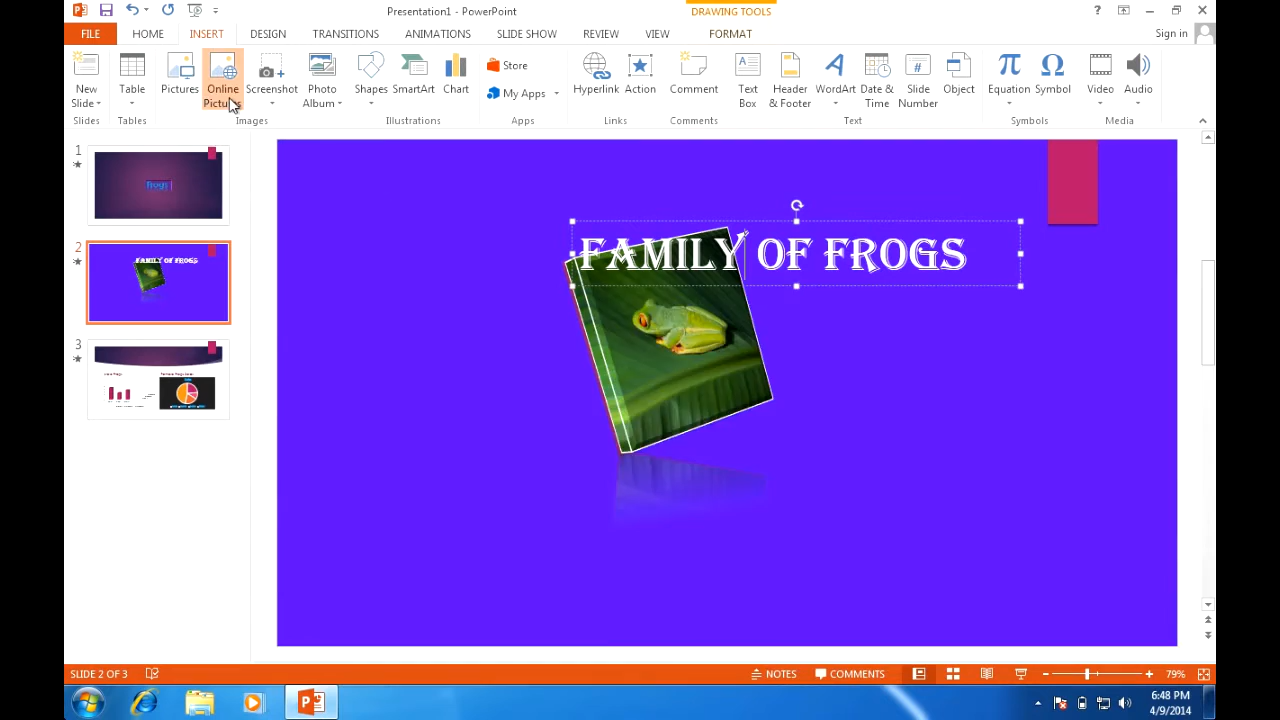 Presentation1 - PowerPoint
DRAWING TOOLS
?
FILE
HOME
INSERT
DESIGN
TRANSITIONS
ANIMATIONS
SLIDE SHOW
REVIEW
VIEW
FORMAT
Sign in
New Slide
Table
Pictures
Online Pictures
Screenshot
Photo Album
Shapes
SmartArt
Chart
Store
My Apps
Hyperlink
Action
Comment
Text Box
Header & Footer
WordArt
Date & Time
Slide Number
#
Object
Equation
π
Symbol
Ω
Video
Audio
Slides
Tables
Images
Illustrations
Apps
Links
Comments
Text
Symbols
Media
1
Frogs
2
FAMILY OF FROGS
3
FAMILY OF FROGS
SLIDE 2 OF 3
NOTES
COMMENTS
79%
6:48 PM
4/9/2014